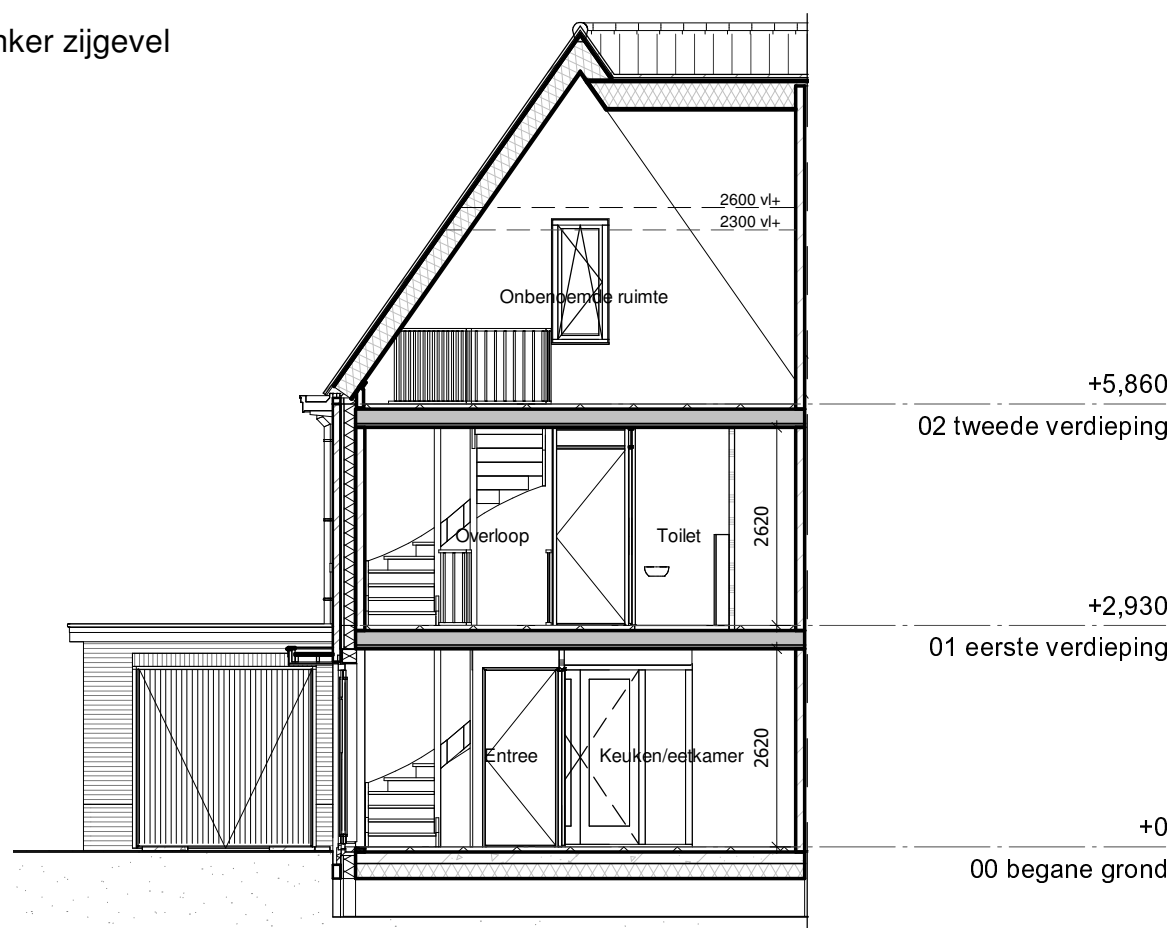 nker zijgevel
2600 vl+
2300 vl+
Onbenoemde ruimte
+5,860
02 tweede verdieping
Overloop
Toilet
2620
+2,930
01 eerste verdieping
Entree
Keuken/eetkamer
2620
+0
00 begane grond